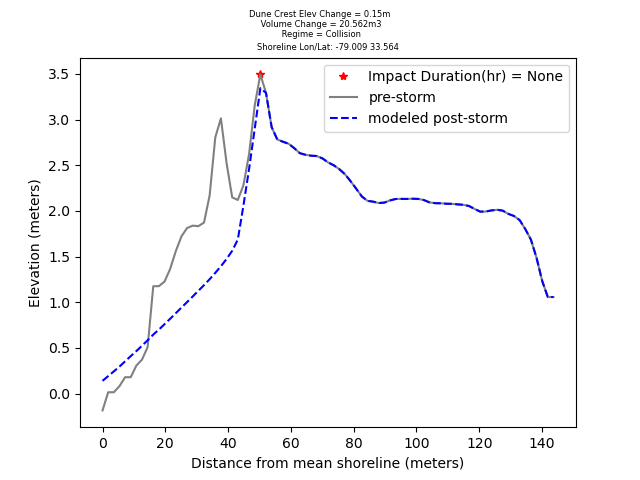 Dune Crest Elev Change = 0.15m
Volume Change = 20.562m3
Regime = Collision
Shoreline Lon/Lat: -79.009 33.564
Impact Duration(hr) = None
pre-storm
modeled post-storm
Elevation (meters)
3.5
3.0
2.5
2.0
1.5
1.0
0.5
0.0
0 20 40 60 80 100 120 140
Distance from mean shoreline (meters)